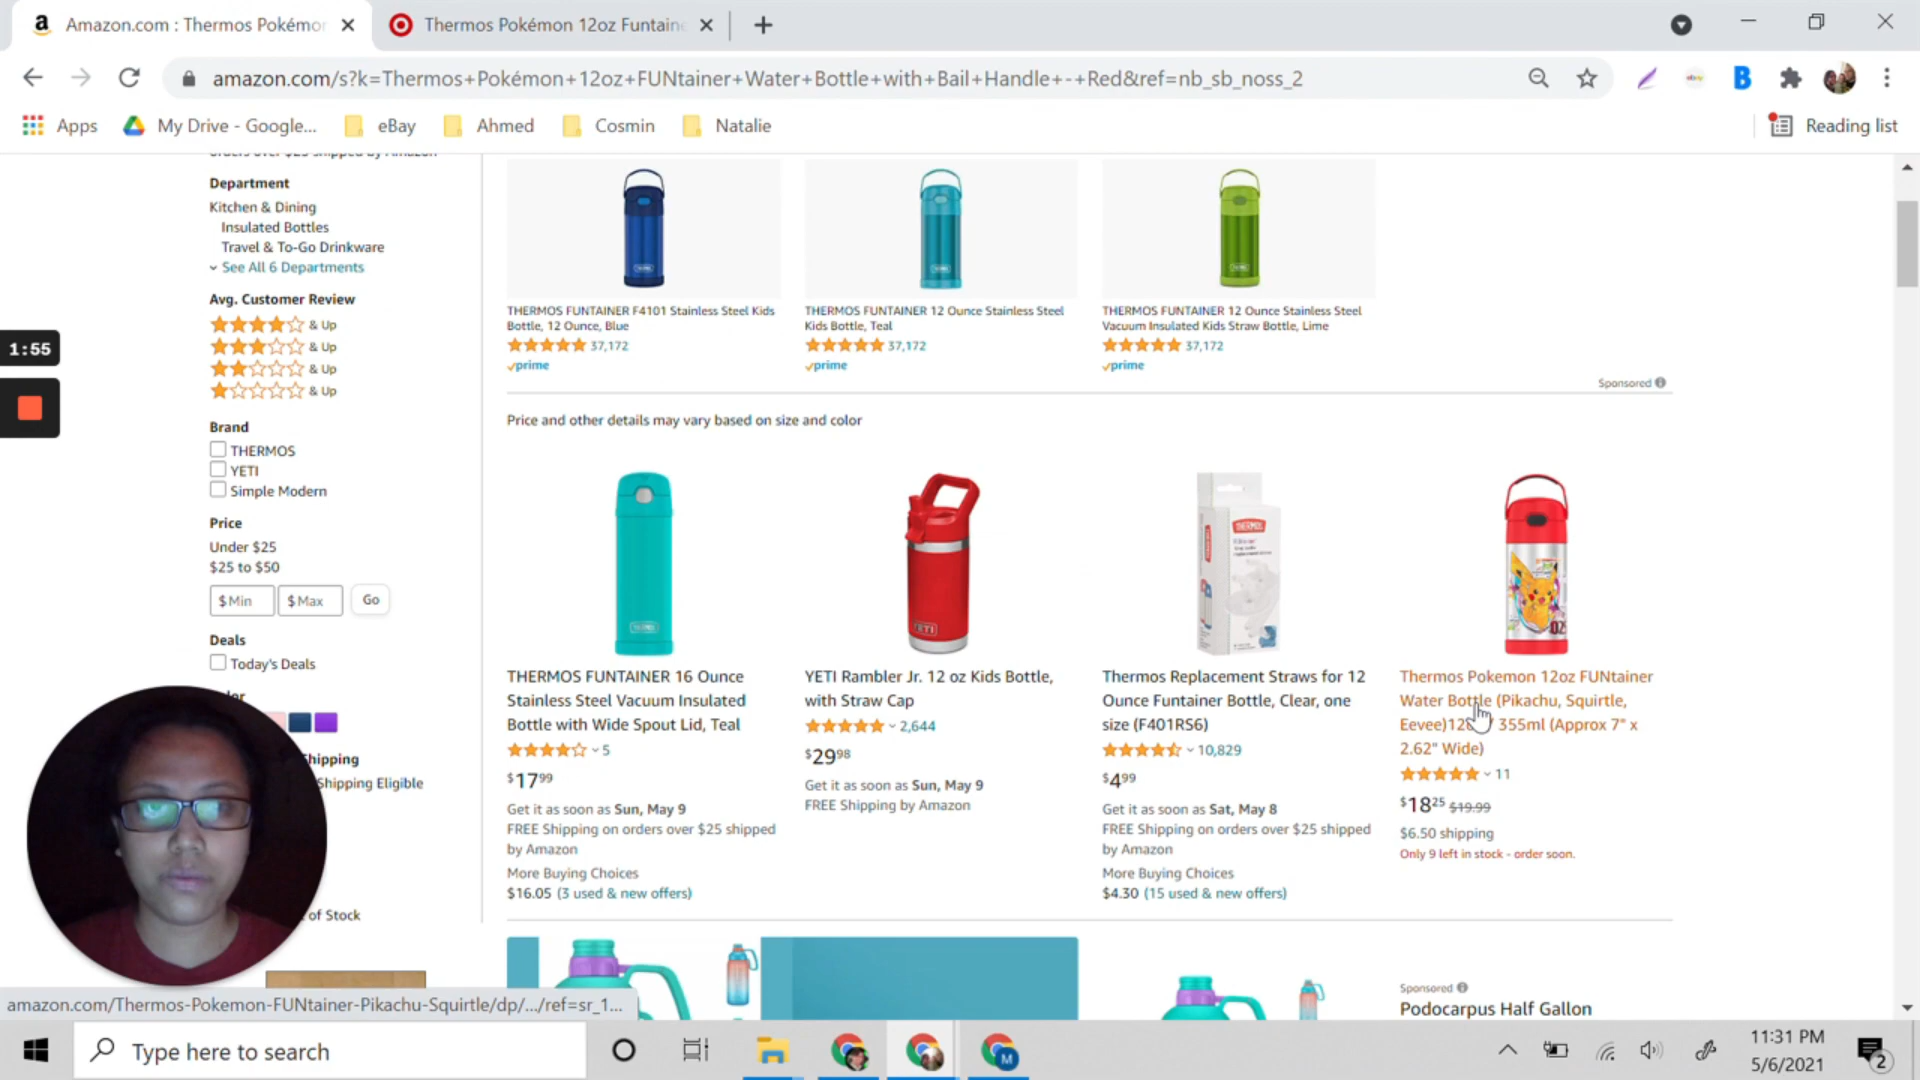 Amazon.com : Thermos Pokémo
Thermos Pokémon 12oz Funtaine
amazon.com/s?k=Thermos+Pokémon+12oz+FUNtainer+Water+Bottle+with+Bail+Handle+-+Red&ref=nb_sb_noss_2
Apps
My Drive - Google...
eBay
Ahmed
Cosmin
Natalie
Reading list
orders over $25 shipped by Amazon
Department
Kitchen & Dining
Insulated Bottles
Travel & To-Go Drinkware
See All 6 Departments
Avg. Customer Review
& Up
& Up
& Up
& Up
Brand
THERMOS
YETI
Simple Modern
Price
Under $25
$25 to $50
$ Min
$ Max
Go
Deals
Today's Deals
hipping
Shipping Eligible
of Stock
1:55
THERMOS FUNTAINER F4101 Stainless Steel Kids
Bottle, 12 Ounce, Blue
37,172
prime
THERMOS FUNTAINER 12 Ounce Stainless Steel
Kids Bottle, Teal
37,172
prime
THERMOS FUNTAINER 12 Ounce Stainless Steel
Vacuum Insulated Kids Straw Bottle, Lime
37,172
prime
Sponsored
Price and other details may vary based on size and color
THERMOS FUNTAINER 16 Ounce
Stainless Steel Vacuum Insulated
Bottle with Wide Spout Lid, Teal
5
$17.99
Get it as soon as Sun, May 9
FREE Shipping on orders over $25 shipped
by Amazon
More Buying Choices
$16.05 (3 used & new offers)
YETI
YETI Rambler Jr. 12 oz Kids Bottle,
with Straw Cap
2,644
$29.98
Get it as soon as Sun, May 9
FREE Shipping by Amazon
THERMOS
Thermos Replacement Straws for 12
Ounce Funtainer Bottle, Clear, one
size (F401RS6)
10,829
$4.99
Get it as soon as Sat, May 8
FREE Shipping on orders over $25 shipped
by Amazon
More Buying Choices
$4.30 (15 used & new offers)
Thermos Pokemon 12oz FUNtainer
Water Bottle (Pikachu, Squirtle,
Eevee)12 355ml (Approx 7" x
2.62" Wide)
11
$18.25 $19.99
$6.50 shipping
Only 9 left in stock - order soon.
Sponsored
Podocarpus Half Gallon
amazon.com/Thermos-Pokemon-FUNtainer-Pikachu-Squirtle/dp/.../ref=sr_1...
Type here to search
M
11:31 PM
5/6/2021
2